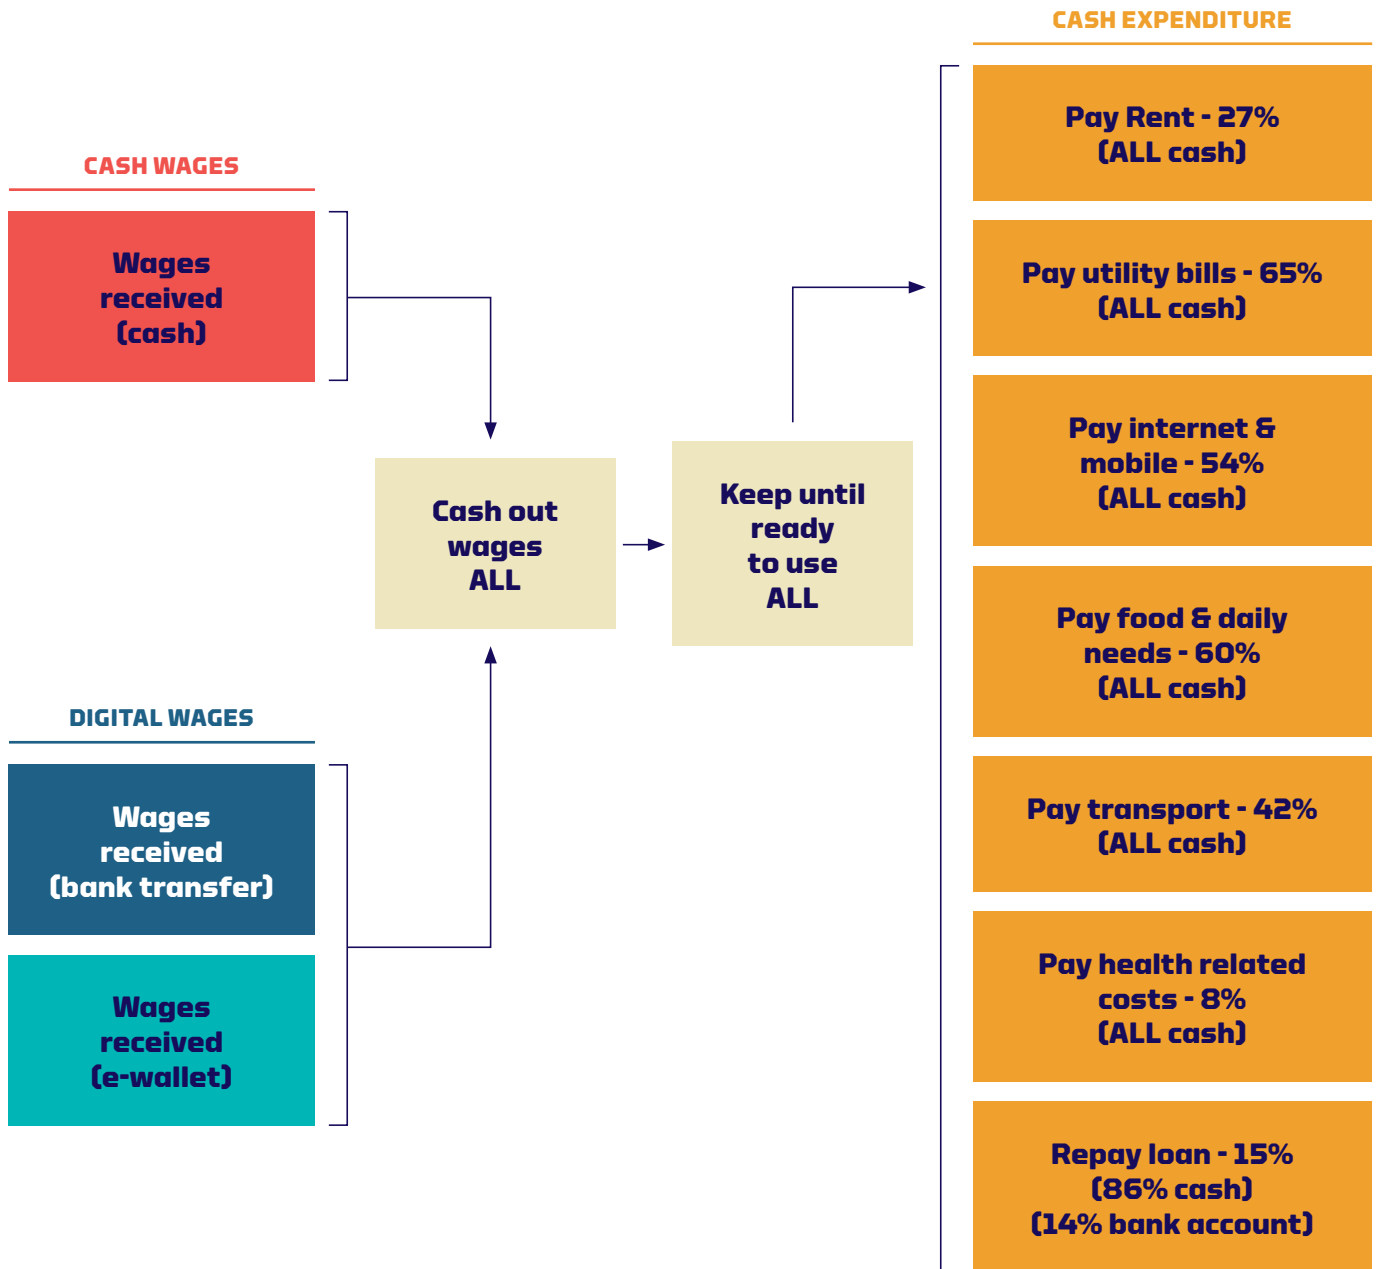 CASH WAGES
Wages
received
(cash)
DIGITAL WAGES
Wages
received
(bank transfer)
Wages
received
(e-wallet)
Cash out
wages
ALL
Keep until
ready
to use
ALL
CASH EXPENDITURE
Pay Rent - 27%
(ALL cash)
Pay utility bills - 65%
(ALL cash)
Pay internet &
mobile - 54%
(ALL cash)
Pay food & daily
needs - 60%
(ALL cash)
Pay transport - 42%
(ALL cash)
Pay health related
costs - 8%
(ALL cash)
Repay loan - 15%
(86% cash)
(14% bank account)